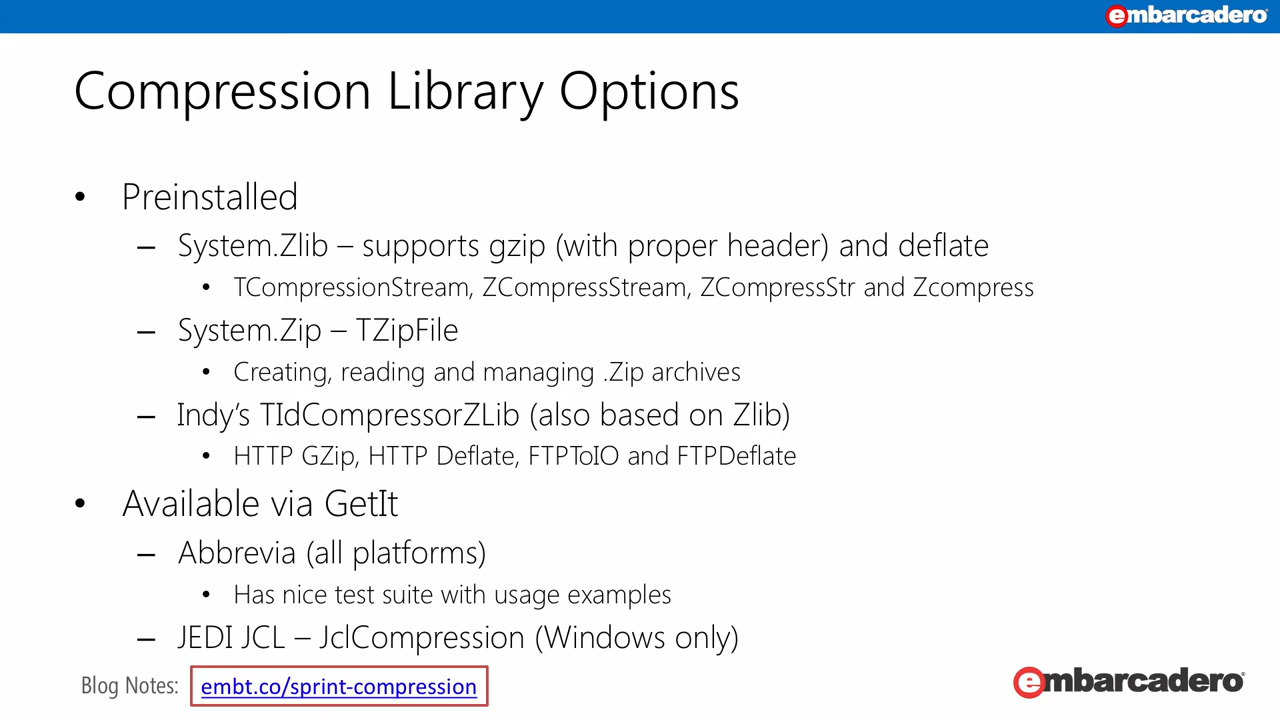 embarcadero
Compression Library Options
• Preinstalled
– System.Zlib – supports gzip (with proper header) and deflate
• TCompressionStream, ZCompressStream, ZCompressStr and Zcompress
– System.Zip – TZipFile
• Creating, reading and managing .Zip archives
– Indy’s TIdCompressorZLib (also based on Zlib)
• HTTP GZip, HTTP Deflate, FTPToIO and FTPDeflate
• Available via GetIt
– Abbrevia (all platforms)
• Has nice test suite with usage examples
– JEDI JCL – JclCompression (Windows only)
Blog Notes: embt.co/sprint-compression
embarcadero